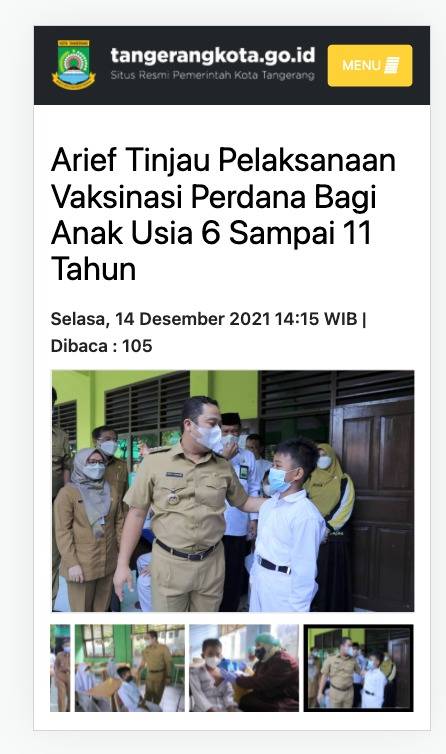 tangerangkota.go.id
Situs Resmi Pemerintah Kota Tangerang
MENU
Arief Tinjau Pelaksanaan
Vaksinasi Perdana Bagi
Anak Usia 6 Sampai 11
Tahun
Selasa, 14 Desember 2021 14:15 WIB |
Dibaca : 105